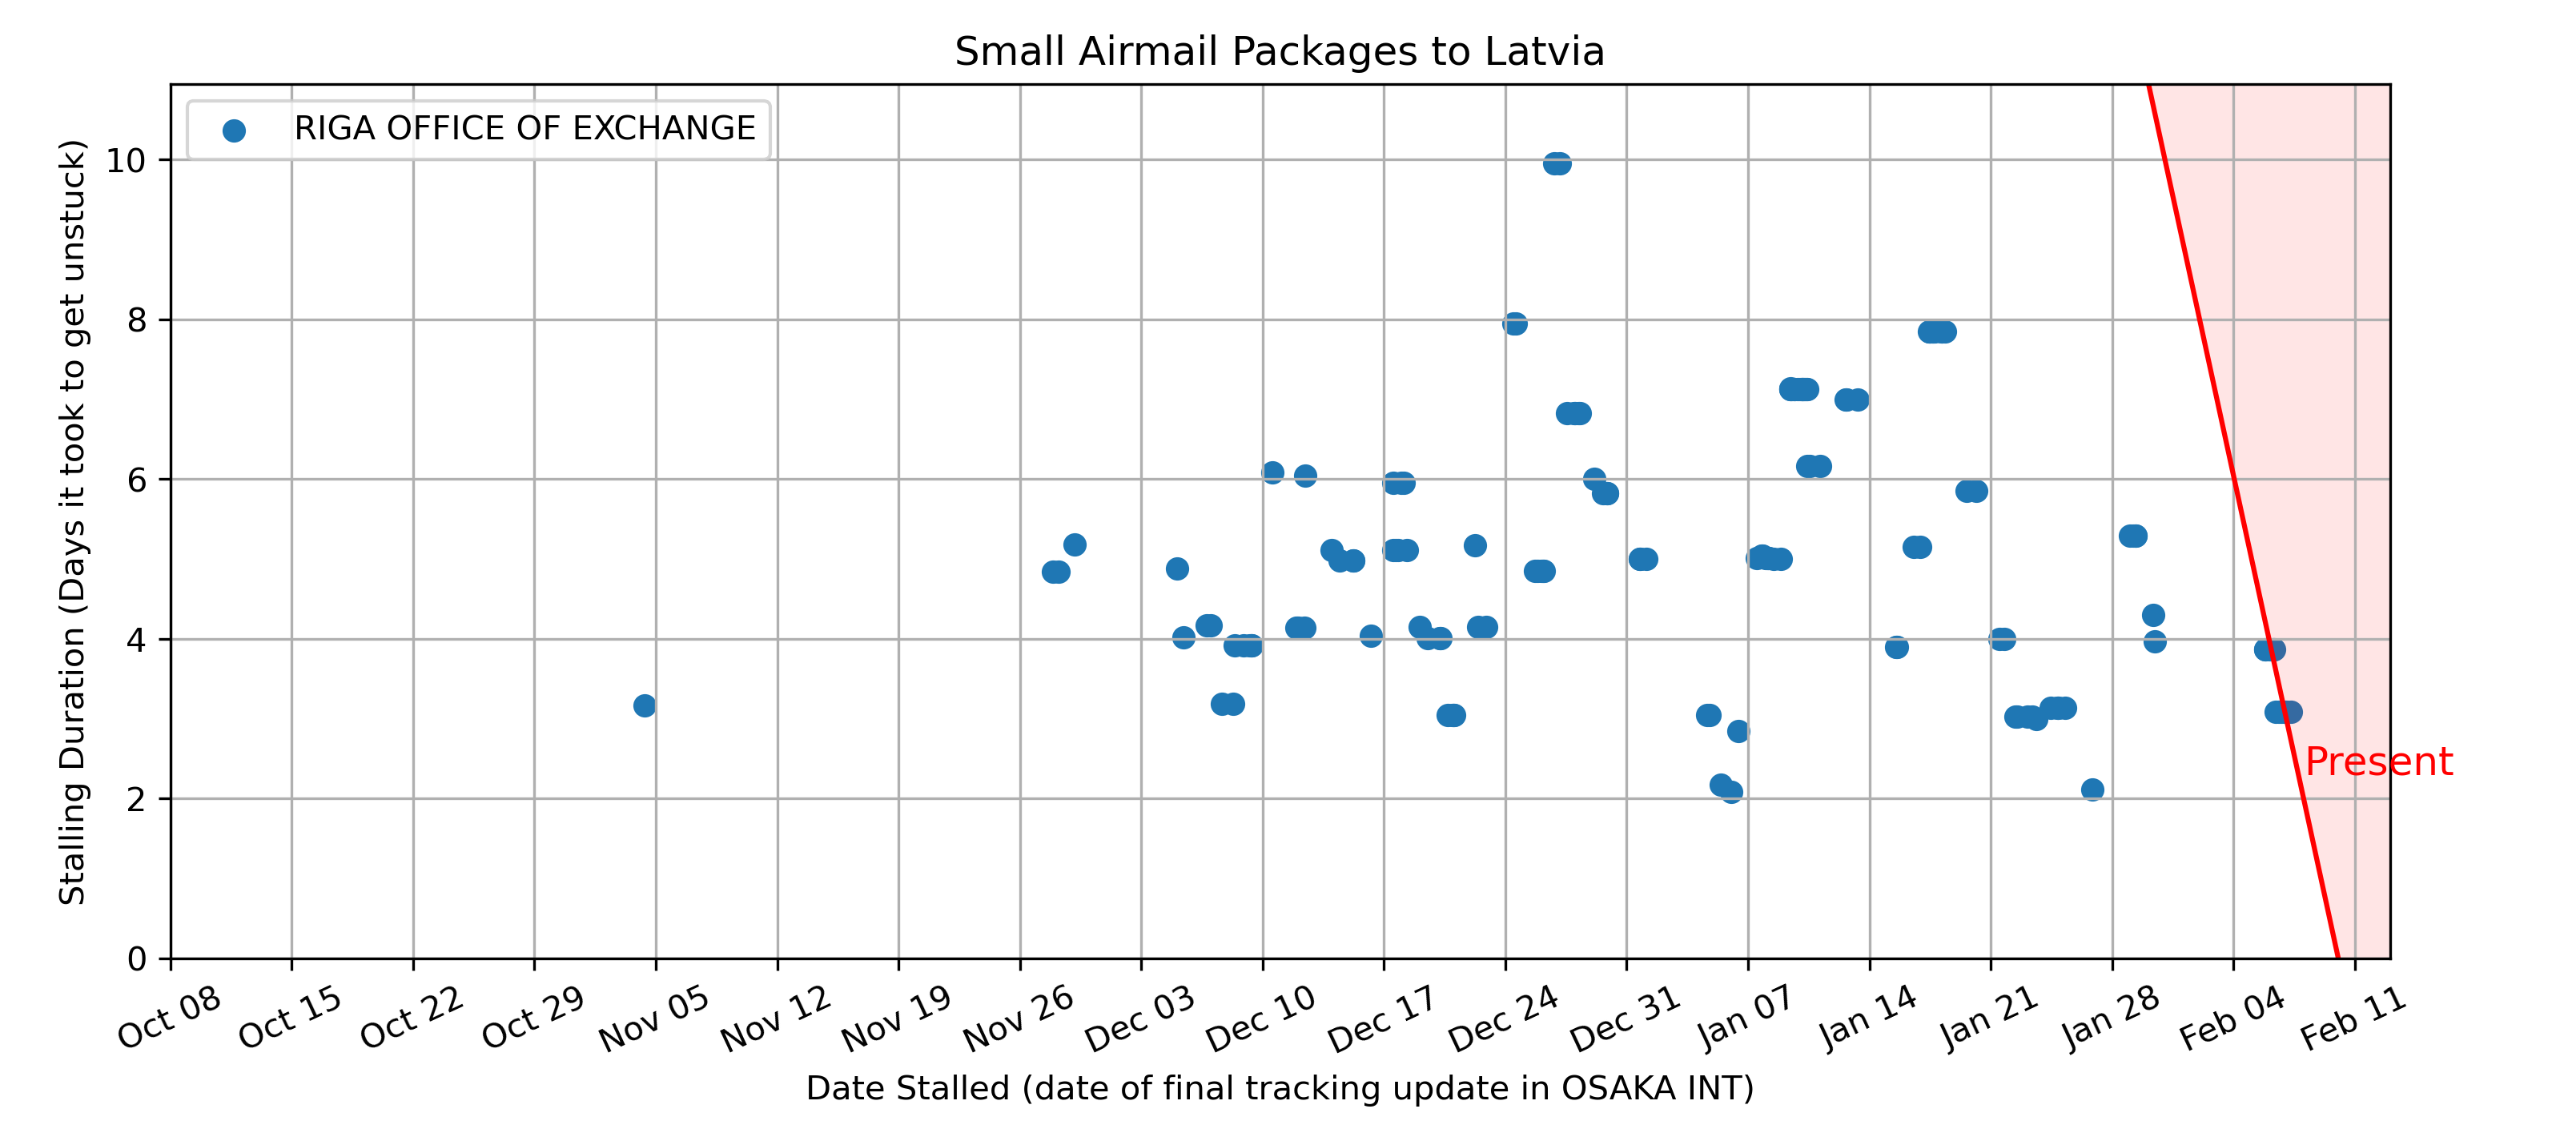 Small Airmail Packages to Latvia
RIGA OFFICE OF EXCHANGE
Stalling Duration (Days it took to get unstuck)
10
8
6
4
2
0
Present
Oct 08 Oct 15 Oct 22 Oct 29 Nov 05 Nov 12 Nov 19 Nov 26 Dec 03 Dec 10 Dec 17 Dec 24 Dec 31 Jan 07 Jan 14 Jan 21 Jan 28 Feb 04 Feb 11
Date Stalled (date of final tracking update in OSAKA INT)